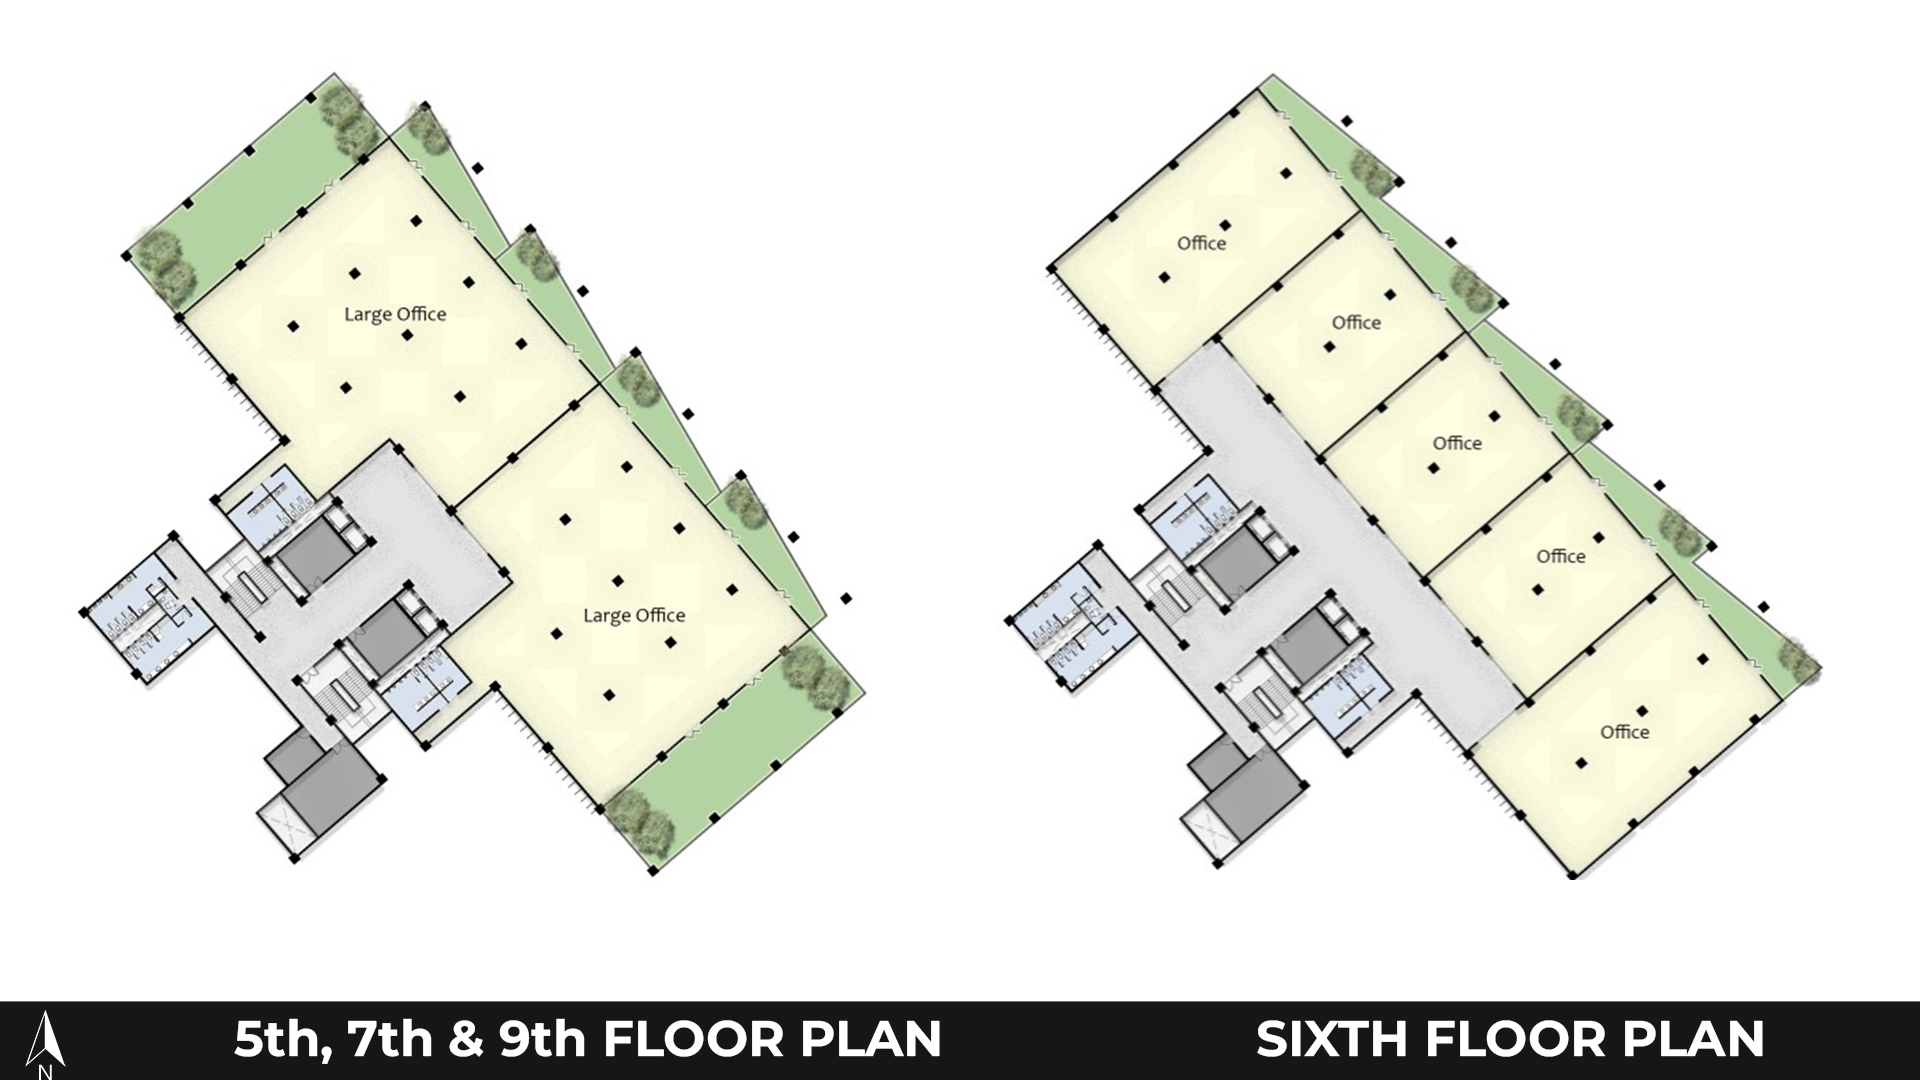 Large Office
Large Office
Office
Office
Office
Office
Office
5th, 7th & 9th FLOOR PLAN
SIXTH FLOOR PLAN
N